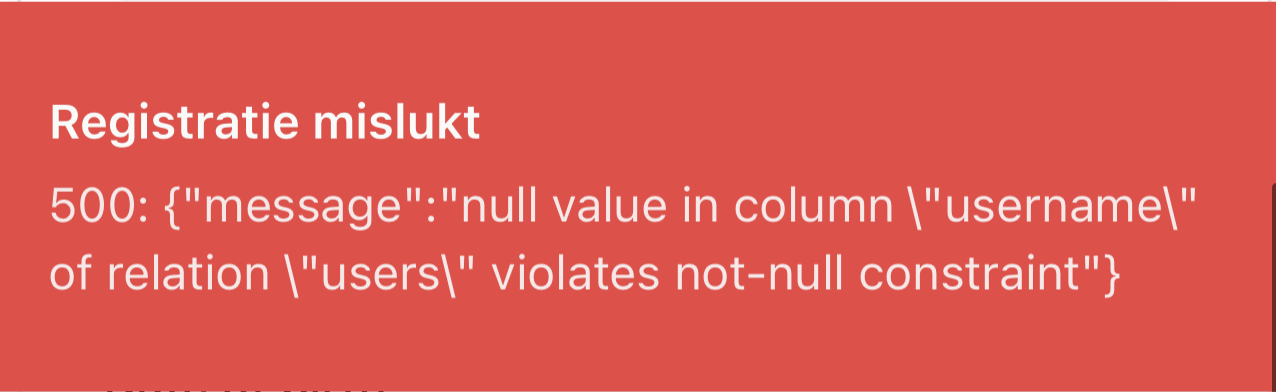 Registratie mislukt
500: {"message":"null value in column \"username\"
of relation \"users\" violates not-null constraint"}